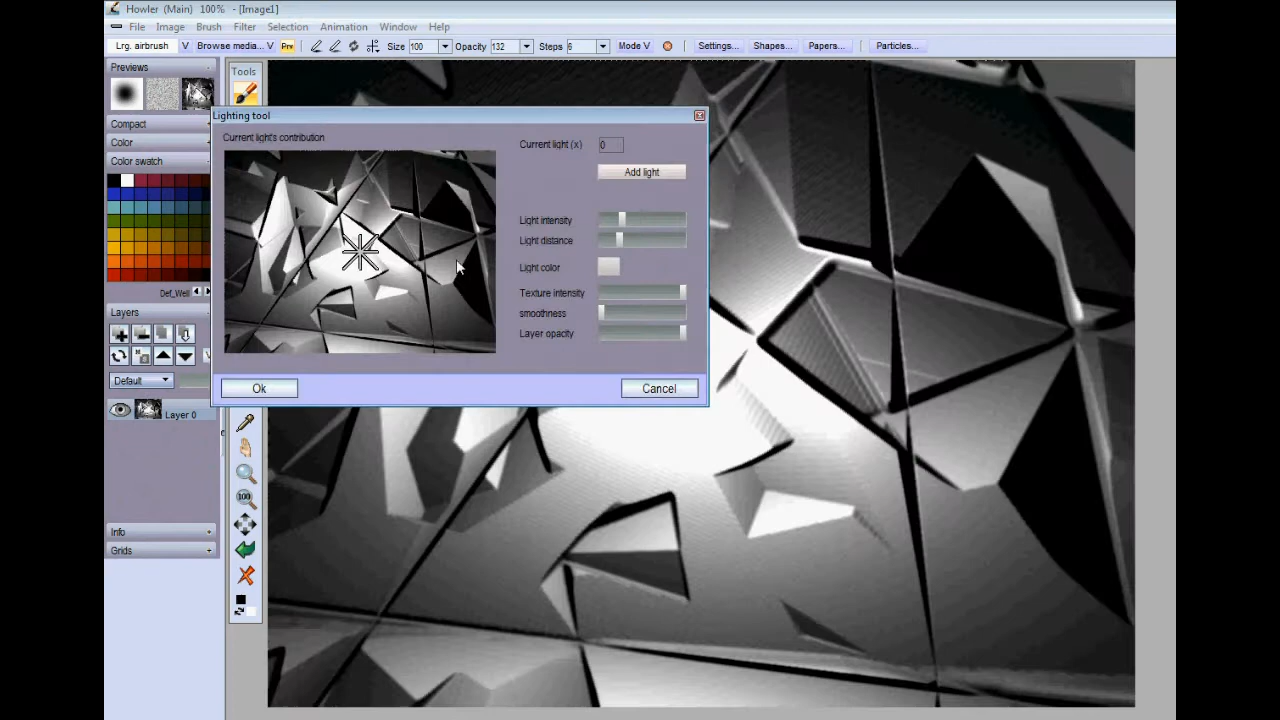 Howler (Main) 100% - [Image1]
File Image Brush Filter Selection Animation Window Help
Lrg. airbrush V Browse media... V Prv Size 100 Opacity 132 Steps 6 Mode V Settings... Shapes... Papers... Particles...
Previews -
Tools
Compact
Color
Color swatch
Def_Well
Layers
Default
Layer 0
Info +
Grids +
100
Lighting tool
Current light's contribution
Current light (x) 0
Add light
Light intensity
Light distance
Light color
Texture intensity
smoothness
Layer opacity
Ok
Cancel